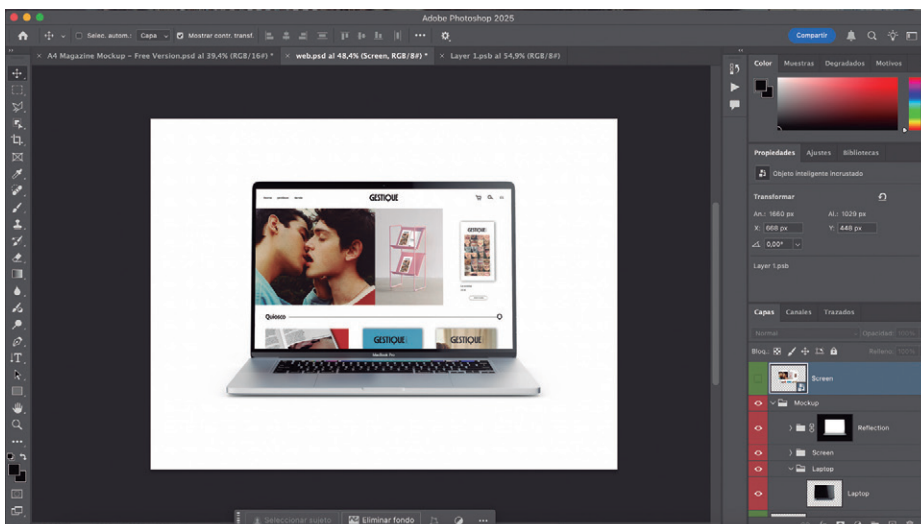 Adobe Photoshop 2025
Selec. autom.: Capa Mostrar contr. transf. Compartir
× A4 Magazine Mockup – Free Version.psd al 39,4% (RGB/16#) * × web.psd al 48,4% (Screen, RGB/8#) * × Layer 1.psb al 54,9% (RGB/8#)
Color Muestras Degradados Motivos
Propiedades Ajustes Bibliotecas
Objeto inteligente incrustado
Transformar
An.: 1660 px Al.: 1029 px
X: 668 px Y: 448 px
0,00°
Layer 1.psb
GESTIQUE
GESTIQUE
Quiosco
GESTIQUE GESTIQUE
MacBook Pro
Capas Canales Trazados
Normal Opacidad: 100%
Bloq.: Relleno: 100%
Screen
Mockup
Reflection
Screen
Laptop
Laptop
Seleccionar sujeto Eliminar fondo